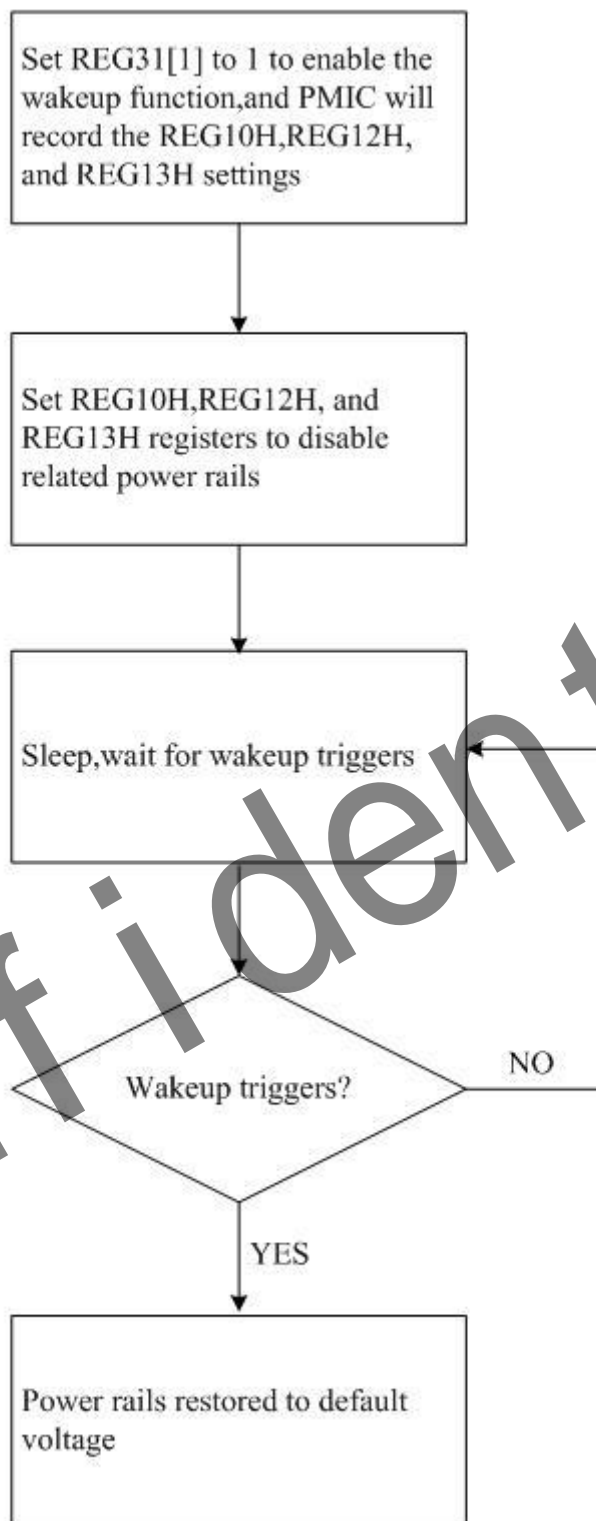 Set REG31[1] to 1 to enable the
wakeup function,and PMIC will
record the REG10H,REG12H,
and REG13H settings
Set REG10H,REG12H, and
REG13H registers to disable
related power rails
Sleep,wait for wakeup triggers
Wakeup triggers?
NO
YES
Power rails restored to default
voltage
fident